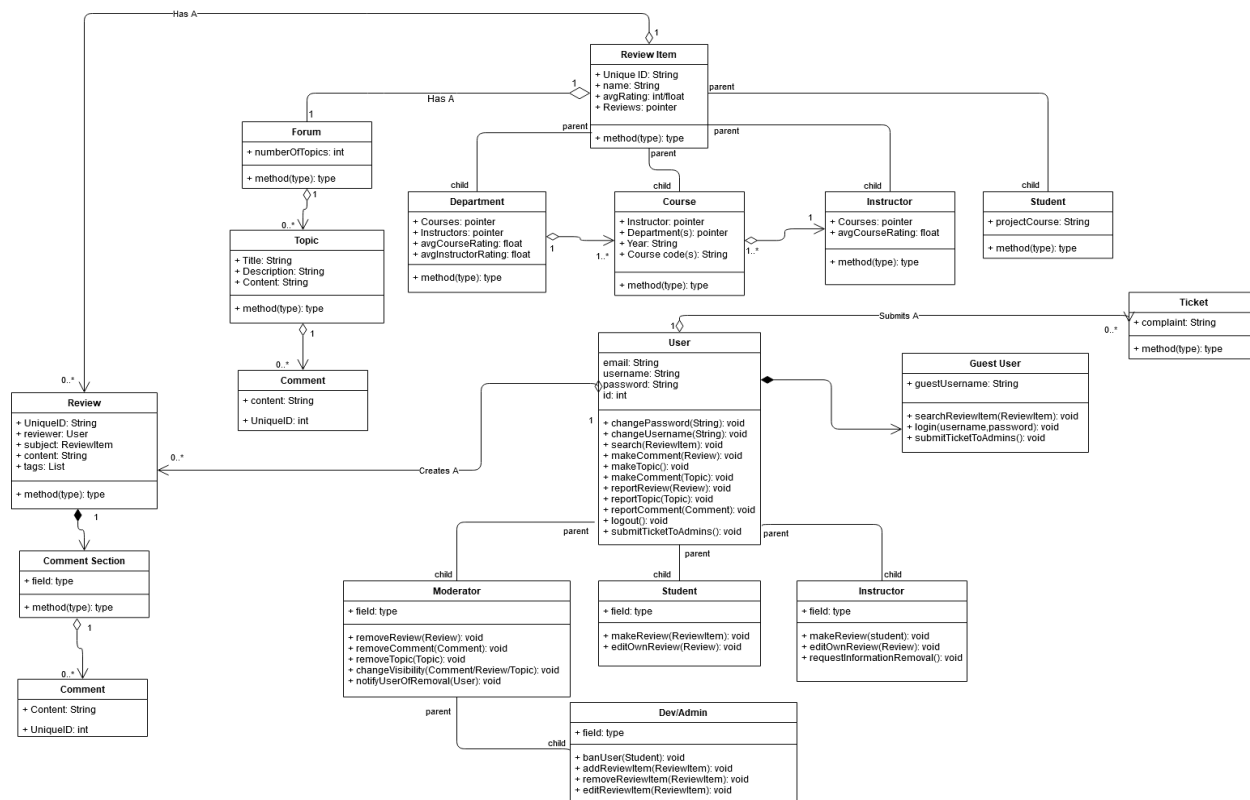 Has A
1
Review Item
+ Unique ID: String
+ name: String
+ avgRating: int/float
+ Reviews: pointer
+ method(type): type
1
Has A
1
parent
parent
parent
parent
Forum
+ numberOfTopics: int
+ method(type): type
1
0..*
child
child
child
child
Department
+ Courses: pointer
+ Instructors: pointer
+ avgCourseRating: float
+ avgInstructorRating: float
+ method(type): type
1
1..*
Course
+ Instructor: pointer
+ Department(s): pointer
+ Year: String
+ Course code(s): String
+ method(type): type
1..*
1
Instructor
+ Courses: pointer
+ avgCourseRating: float
+ method(type): type
Student
+ projectCourse: String
+ method(type): type
Topic
+ Title: String
+ Description: String
+ Content: String
+ method(type): type
1
0..*
Comment
+ content: String
+ UniqueID: int
Submits A
1
0..*
Ticket
+ complaint: String
+ method(type): type
User
email: String
username: String
password: String
id: int
+ changePassword(String): void
+ changeUsername(String): void
+ search(ReviewItem): void
+ makeComment(Review): void
+ makeTopic(): void
+ makeComment(Topic): void
+ reportReview(Review): void
+ reportTopic(Topic): void
+ reportComment(Comment): void
+ logout(): void
+ submitTicketToAdmins(): void
Guest User
+ guestUsername: String
+ searchReviewItem(ReviewItem): void
+ login(username,password): void
+ submitTicketToAdmins(): void
0..*
Review
+ UniqueID: String
+ reviewer: User
+ subject: ReviewItem
+ content: String
+ tags: List
+ method(type): type
0..*
Creates A
1
1
Comment Section
+ field: type
+ method(type): type
1
0..*
Comment
+ Content: String
+ UniqueID: int
parent
parent
parent
child
child
child
Moderator
+ field: type
+ removeReview(Review): void
+ removeComment(Comment): void
+ removeTopic(Topic): void
+ changeVisibility(Comment/Review/Topic): void
+ notifyUserOfRemoval(User): void
Student
+ field: type
+ makeReview(ReviewItem): void
+ editOwnReview(Review): void
Instructor
+ field: type
+ makeReview(student): void
+ editOwnReview(Review): void
+ requestInformationRemoval(): void
parent
child
Dev/Admin
+ field: type
+ banUser(Student): void
+ addReviewItem(ReviewItem): void
+ removeReviewItem(ReviewItem): void
+ editReviewItem(ReviewItem): void